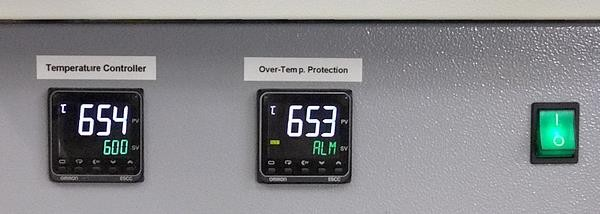 Temperature Controller
Over-Temp. Protection
℃ 654 PV
600 SV
OMRON E5CC
℃ 653 PV
ALM SV
OMRON E5CC
I
O